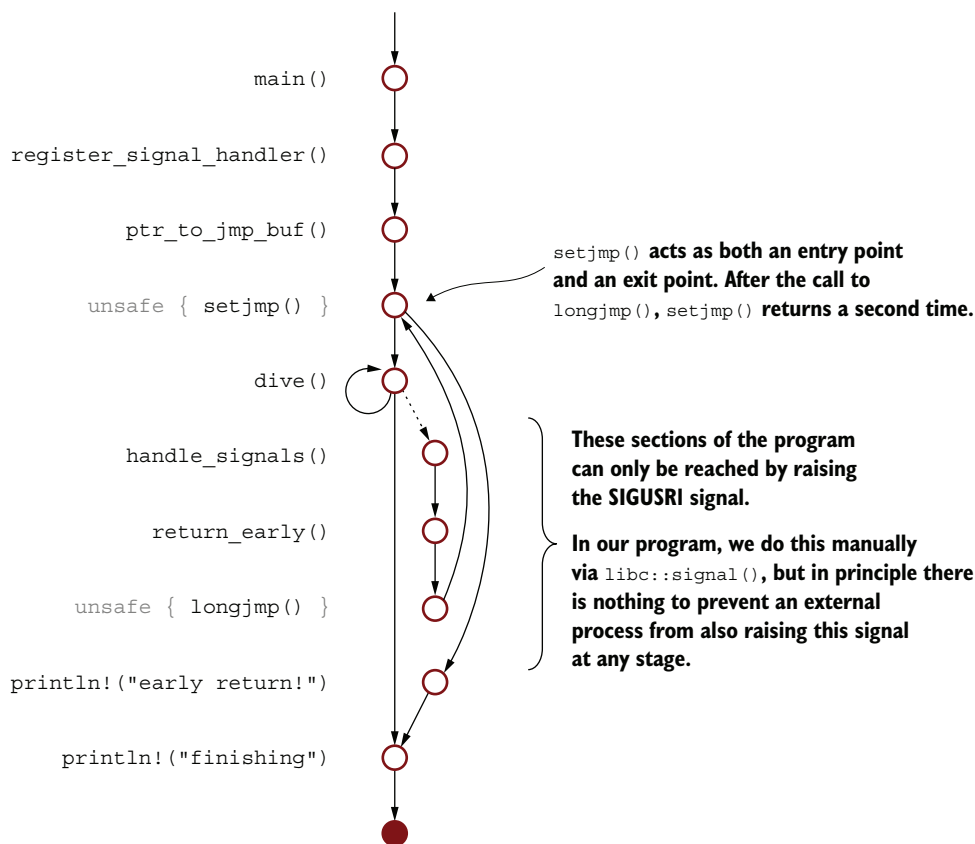 main()
register_signal_handler()
ptr_to_jmp_buf()
unsafe { setjmp() }
setjmp() acts as both an entry point
and an exit point. After the call to
longjmp(), setjmp() returns a second time.
dive()
handle_signals()
return_early()
unsafe { longjmp() }
These sections of the program
can only be reached by raising
the SIGUSRI signal.
In our program, we do this manually
via libc::signal(), but in principle there
is nothing to prevent an external
process from also raising this signal
at any stage.
println!("early return!")
println!("finishing")